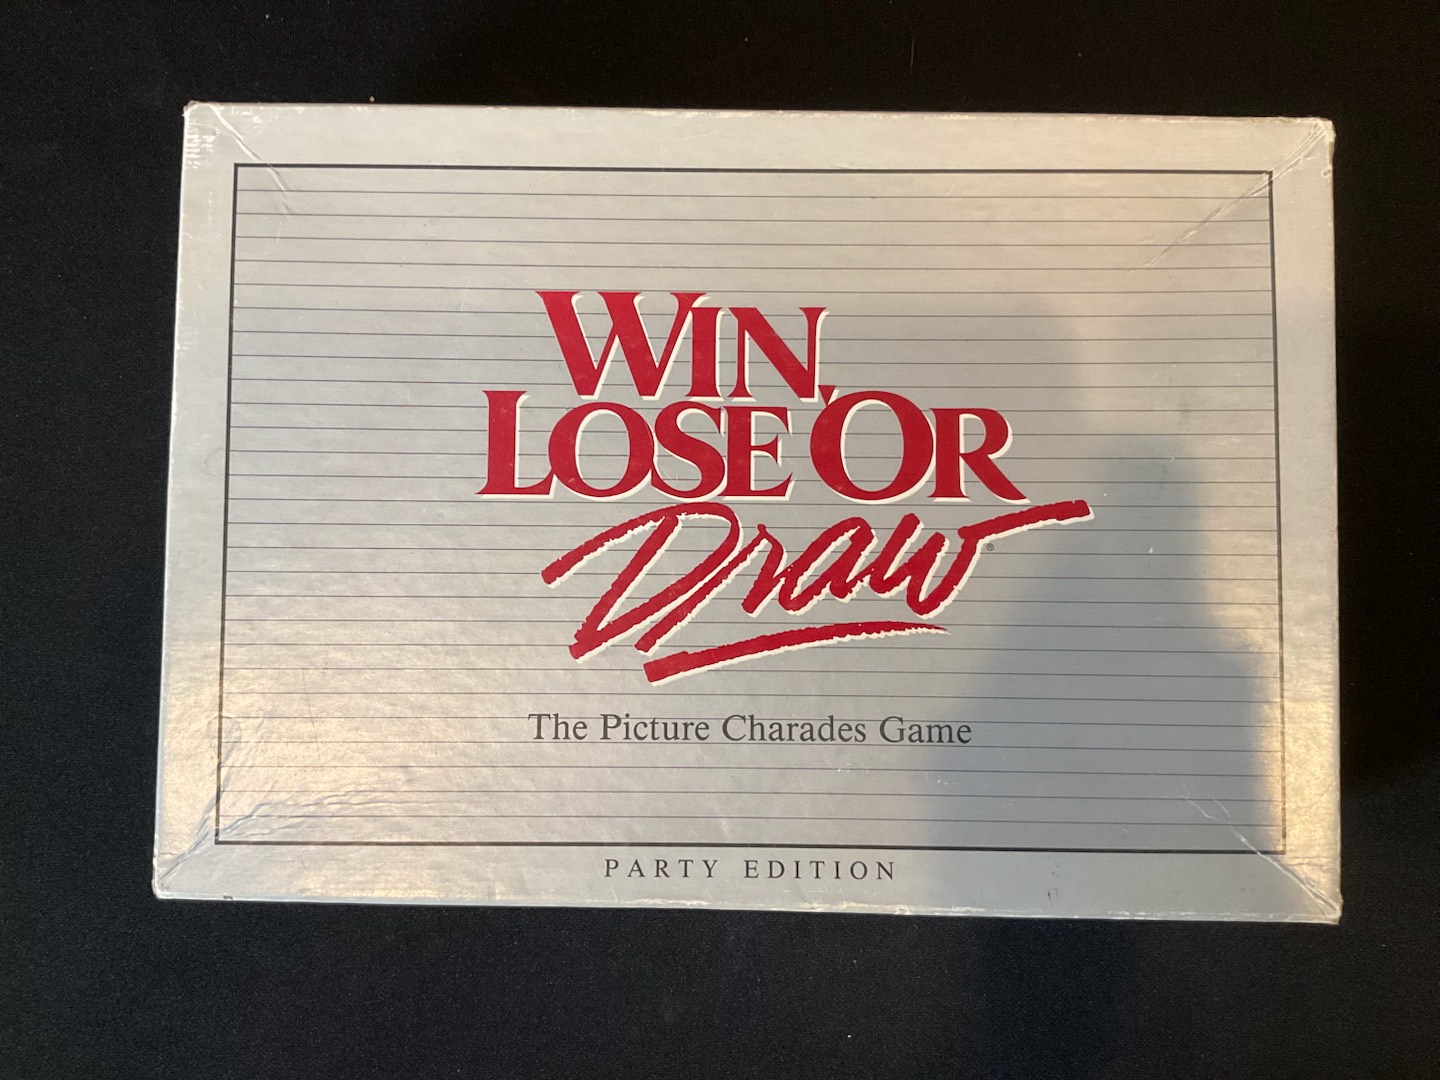 WIN,
LOSE OR
Draw®
The Picture Charades Game
PARTY EDITION